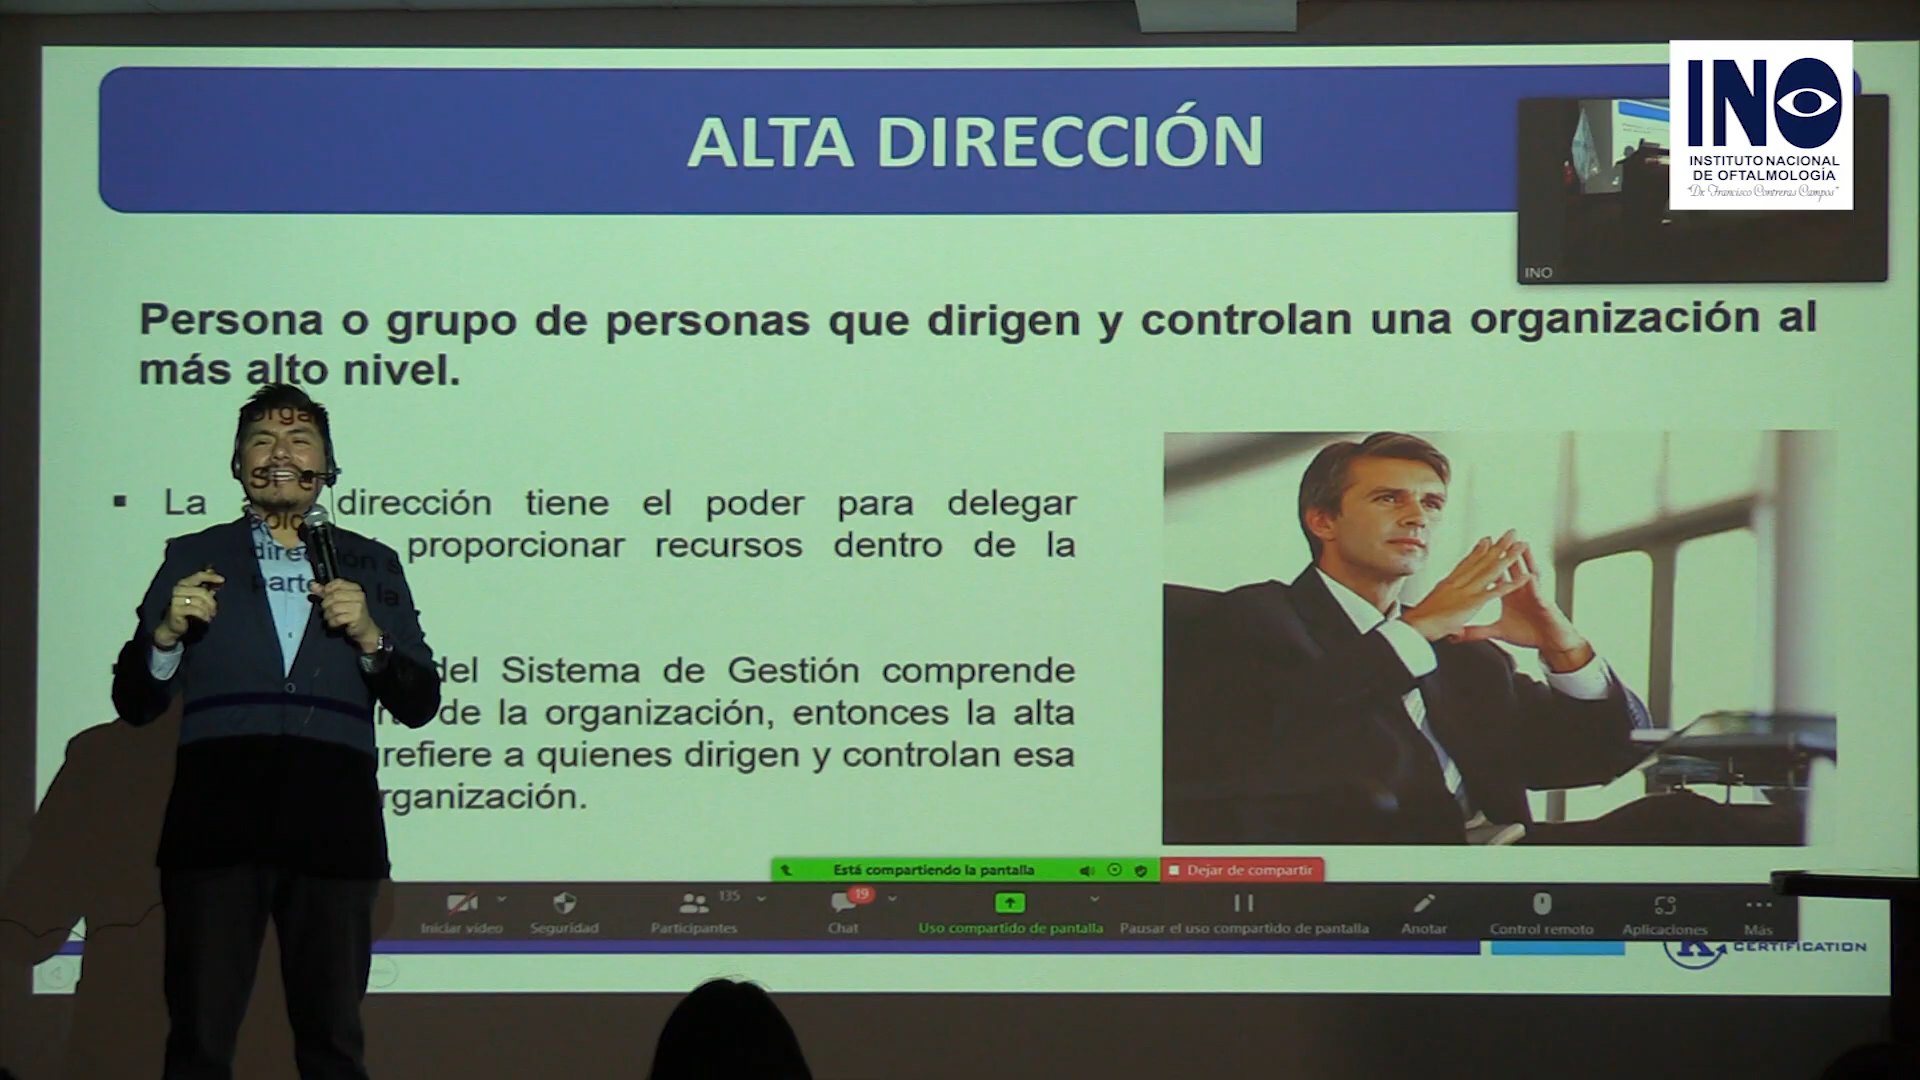 ALTA DIRECCIÓN
INO
INSTITUTO NACIONAL
DE OFTALMOLOGÍA
"Dr. Francisco Contreras Campos"
INO
Persona o grupo de personas que dirigen y controlan una organización al
más alto nivel.
orga
La dirección tiene el poder para delegar
proporcionar recursos dentro de la
parte la
del Sistema de Gestión comprende
de la organización, entonces la alta
refiere a quienes dirigen y controlan esa
rganización.
Está compartiendo la pantalla
Dejar de compartir
135
19
Iniciar video
Seguridad
Participantes
Chat
Uso compartido de pantalla
Pausar el uso compartido de pantalla
Anotar
Control remoto
Aplicaciones
Más
CERTIFICATION